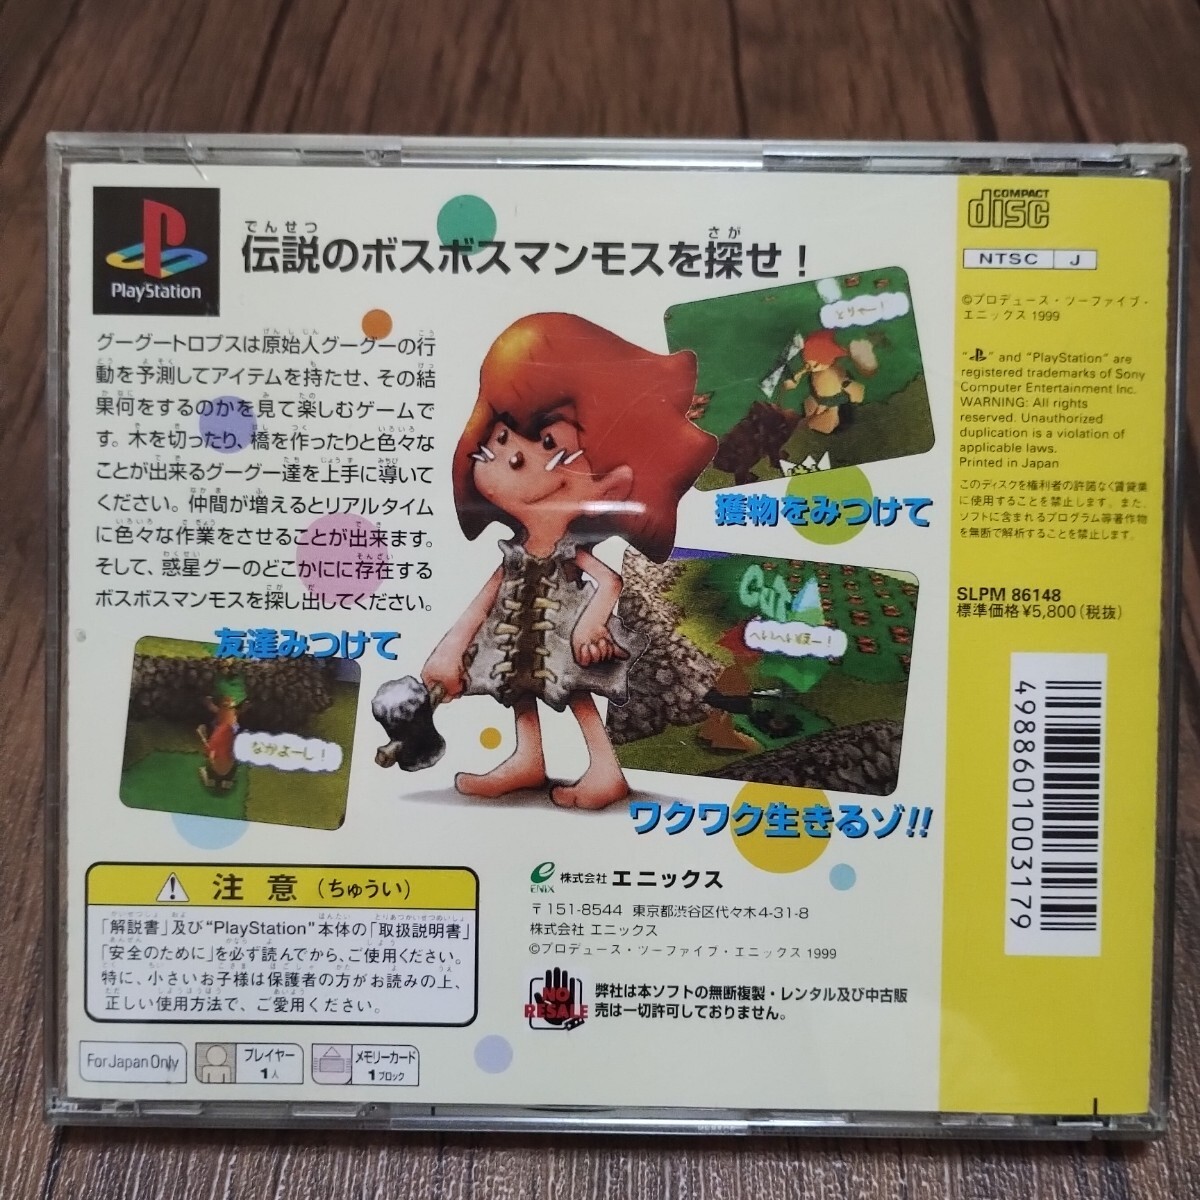 PlayStation
でんせつ さが
伝説のボスボスマンモスを探せ！
グーグートロプスは原始人グーグーの行
動を予測してアイテムを持たせ、その結
果何をするのかを見て楽しむゲームで
す。木を切ったり、橋を作ったりと色々な
ことが出来るグーグー達を上手に導いて
ください。仲間が増えるとリアルタイム
に色々な作業をさせることが出来ます。
そして、惑星グーのどこかにに存在する
ボスボスマンモスを探し出してください。
獲物をみつけて
友達みつけて
なかよーし！
Cut
ワクワク生きるゾ!!
注意（ちゅうい）
「解説書」及び"PlayStation"本体の「取扱説明書」
「安全のために」を必ず読んでから、ご使用ください。
特に、小さいお子様は保護者の方がお読みの上、
正しい使用方法で、ご愛用ください。
For Japan Only
プレイヤー
1人
メモリーカード
1ブロック
ENIX 株式会社 エニックス
〒151-8544 東京都渋谷区代々木4-31-8
株式会社 エニックス
©プロデュース・ツーファイブ・エニックス 1999
NO
RESALE
弊社は本ソフトの無断複製・レンタル及び中古販
売は一切許可しておりません。
COMPACT
disc
NTSC J
©プロデュース・ツーファイブ・
エニックス 1999
" " and "PlayStation" are
registered trademarks of Sony
Computer Entertainment Inc.
WARNING: All rights
reserved. Unauthorized
duplication is a violation of
applicable laws.
Printed in Japan
このディスクを権利者の許諾なく賃貸業
に使用することを禁止します。また、
ソフトに含まれるプログラム等著作物
を無断で解析することを禁止します。
SLPM 86148
標準価格¥5,800(税抜)
4988601003179